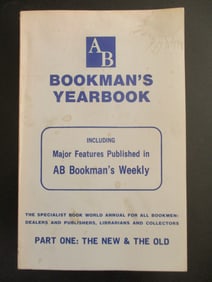 AB
BOOKMAN'S
YEARBOOK
INCLUDING
Major Features Published in
AB Bookman's Weekly
THE SPECIALIST BOOK WORLD ANNUAL FOR ALL BOOKMEN:
DEALERS AND PUBLISHERS, LIBRARIANS AND COLLECTORS
PART ONE: THE NEW & THE OLD